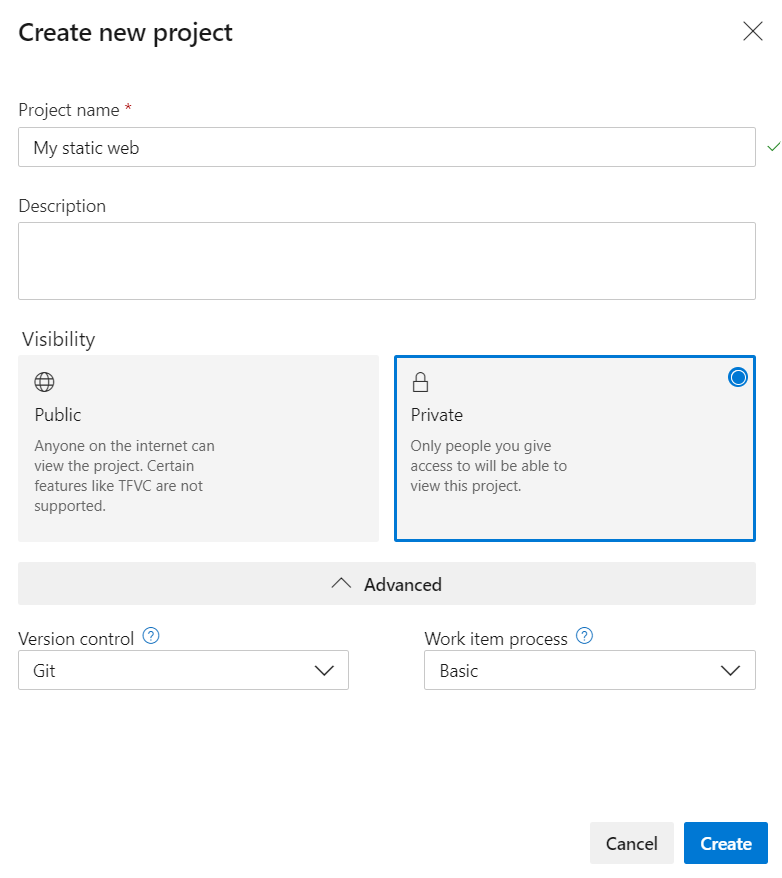 Create new project
Project name *
My static web
Description
Visibility
Public
Anyone on the internet can
view the project. Certain
features like TFVC are not
supported.
Private
Only people you give
access to will be able to
view this project.
Advanced
Version control ?
Git
Work item process ?
Basic
Cancel
Create